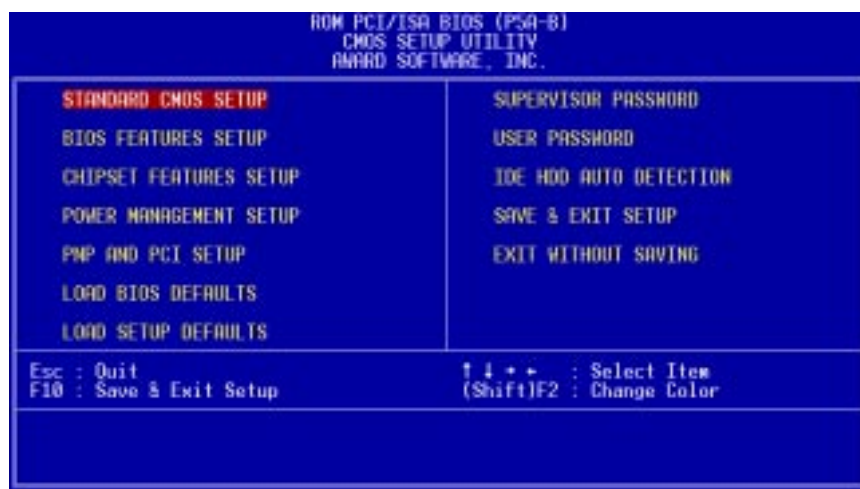 ROM PCI/ISA BIOS (P5A-B)
CMOS SETUP UTILITY
AWARD SOFTWARE, INC.
STANDARD CMOS SETUP
BIOS FEATURES SETUP
CHIPSET FEATURES SETUP
POWER MANAGEMENT SETUP
PNP AND PCI SETUP
LOAD BIOS DEFAULTS
LOAD SETUP DEFAULTS
SUPERVISOR PASSWORD
USER PASSWORD
IDE HDD AUTO DETECTION
SAVE & EXIT SETUP
EXIT WITHOUT SAVING
Esc : Quit
F10 : Save & Exit Setup
↑ ↓ → ← : Select Item
(Shift)F2 : Change Color